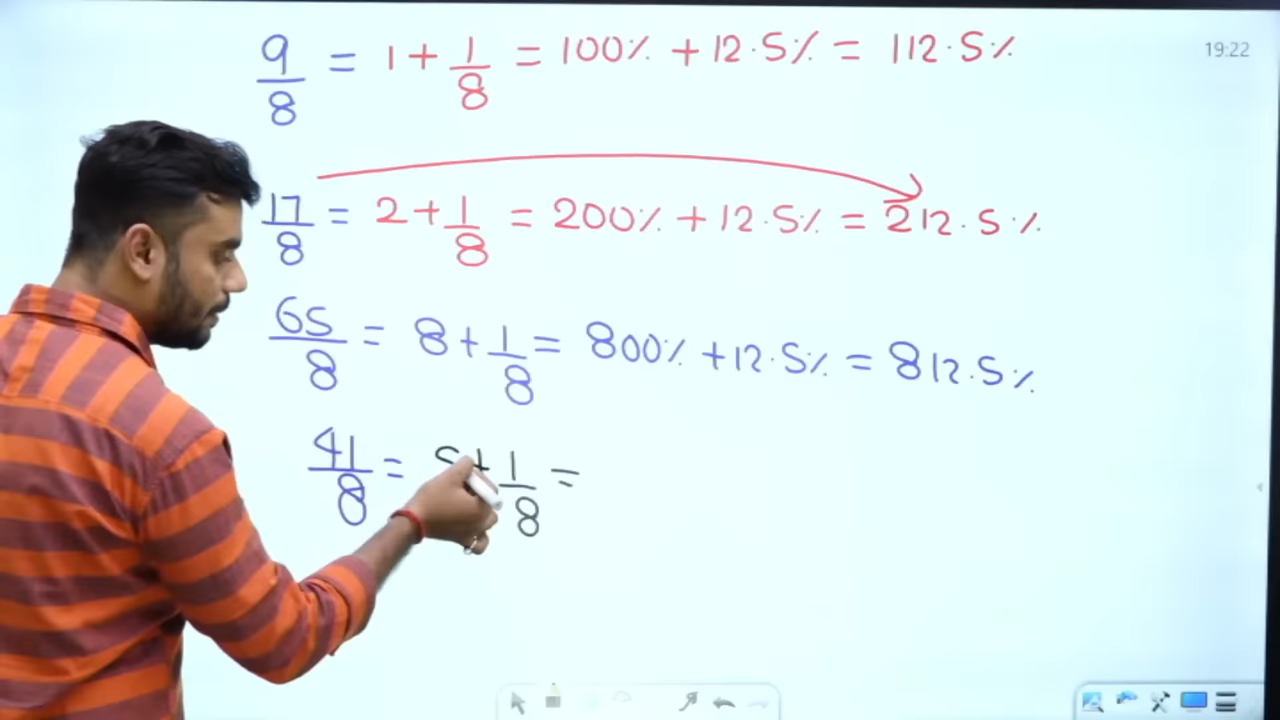 9/8 = 1 + 1/8 = 100% + 12.5% = 112.5%
19:22
17/8 = 2 + 1/8 = 200% + 12.5% = 212.5%
65/8 = 8 + 1/8 = 800% + 12.5% = 812.5%
41/8 = 5 + 1/8 =